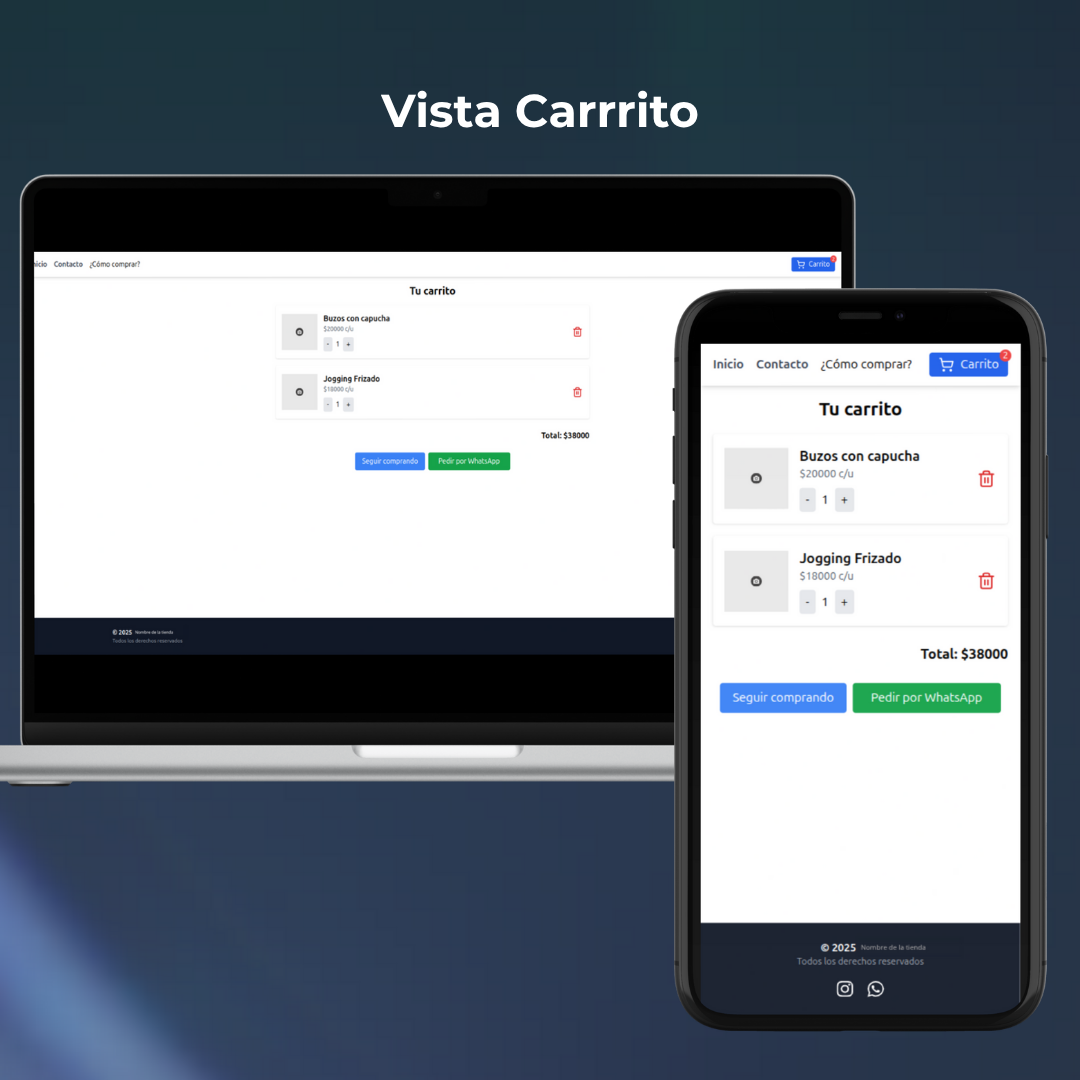 Vista Carrrito
nicio Contacto ¿Cómo comprar? Carrito
Tu carrito
Buzos con capucha
$20000 c/u
- 1 +
Jogging Frizado
$18000 c/u
- 1 +
Total: $38000
Seguir comprando Pedir por WhatsApp
© 2025 Nombre de la tienda
Todos los derechos reservados
Inicio Contacto ¿Cómo comprar? Carrito 2
Tu carrito
Buzos con capucha
$20000 c/u
- 1 +
Jogging Frizado
$18000 c/u
- 1 +
Total: $38000
Seguir comprando Pedir por WhatsApp
© 2025 Nombre de la tienda
Todos los derechos reservados